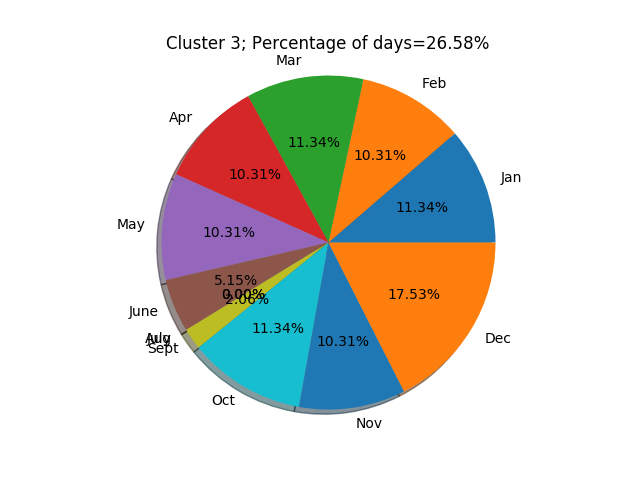 Cluster 3; Percentage of days=26.58%
Mar
Feb
Apr
Jan
11.34%
10.31%
10.31%
11.34%
May
10.31%
5.15%
0.00%
2.06%
17.53%
June
July
Sept
11.34%
10.31%
Dec
Oct
Nov